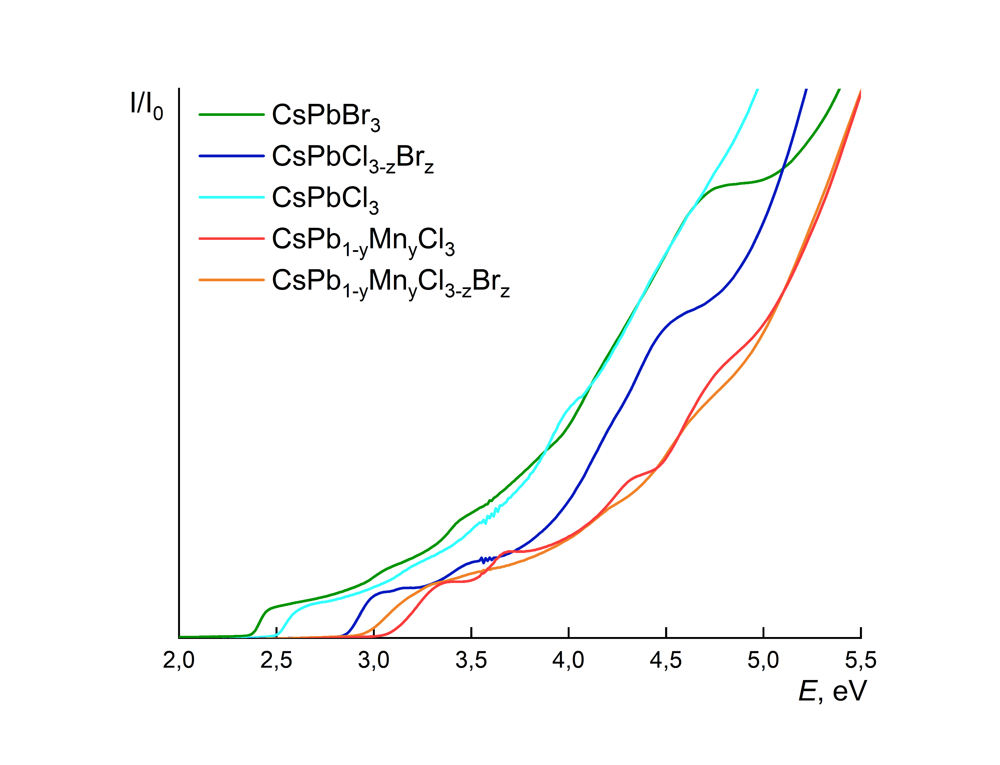 I/I₀
CsPbBr₃
CsPbCl₃₋zBrz
CsPbCl₃
CsPb₁₋yMnyCl₃
CsPb₁₋yMnyCl₃₋zBrz
2,0 2,5 3,0 3,5 4,0 4,5 5,0 5,5
E, eV